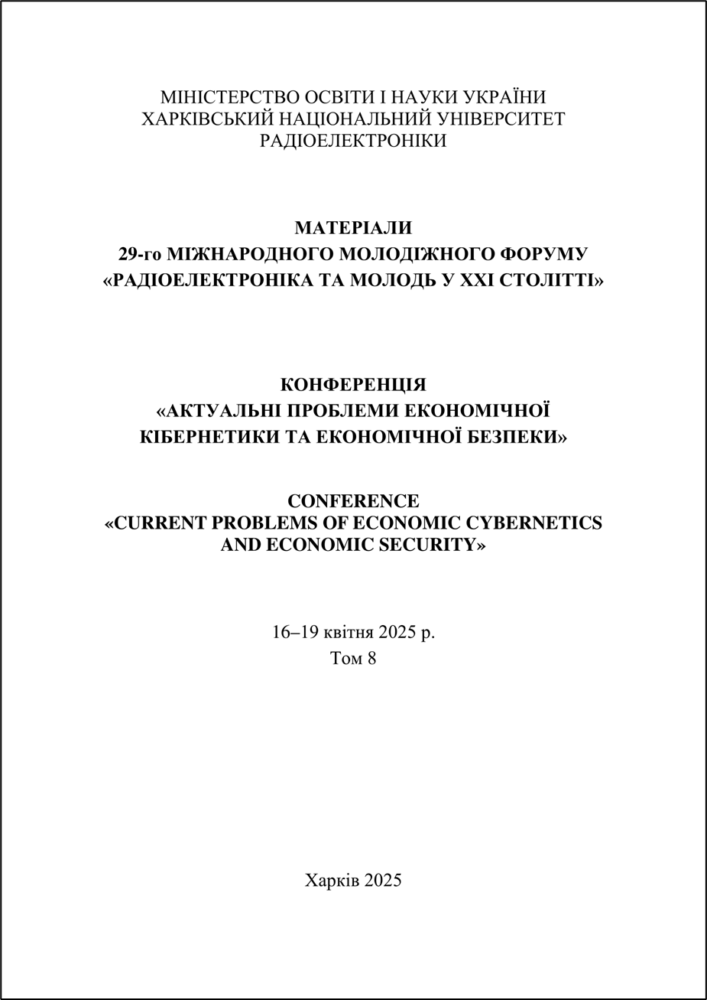 МІНІСТЕРСТВО ОСВІТИ І НАУКИ УКРАЇНИ
ХАРКІВСЬКИЙ НАЦІОНАЛЬНИЙ УНІВЕРСИТЕТ
РАДІОЕЛЕКТРОНІКИ
МАТЕРІАЛИ
29-го МІЖНАРОДНОГО МОЛОДІЖНОГО ФОРУМУ
«РАДІОЕЛЕКТРОНІКА ТА МОЛОДЬ У ХХІ СТОЛІТТІ»
КОНФЕРЕНЦІЯ
«АКТУАЛЬНІ ПРОБЛЕМИ ЕКОНОМІЧНОЇ
КІБЕРНЕТИКИ ТА ЕКОНОМІЧНОЇ БЕЗПЕКИ»
CONFERENCE
«CURRENT PROBLEMS OF ECONOMIC CYBERNETICS
AND ECONOMIC SECURITY»
16–19 квітня 2025 р.
Том 8
Харків 2025